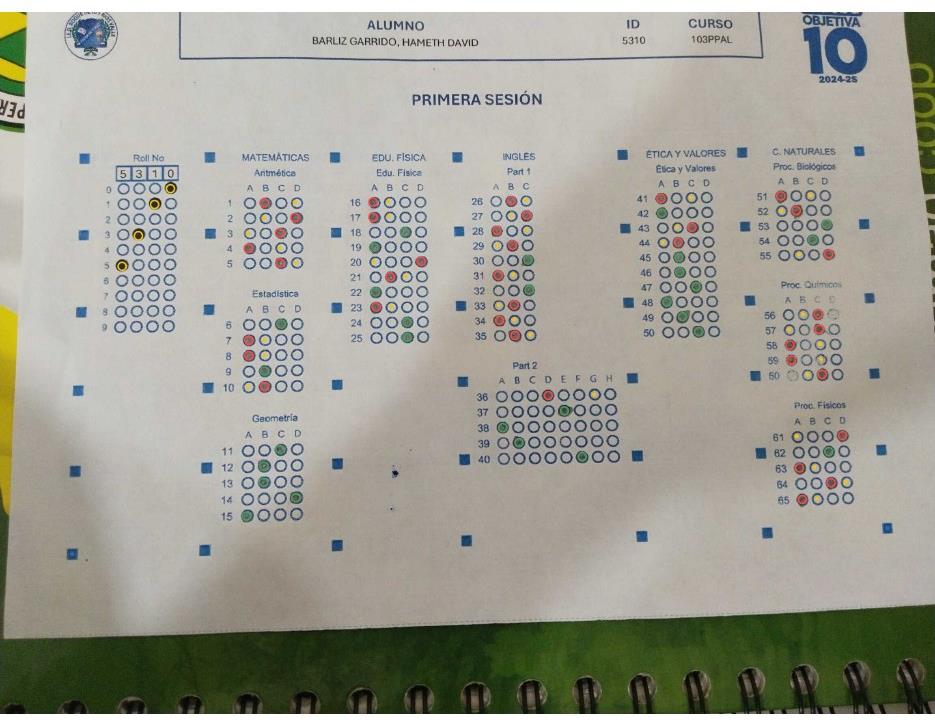 ALUMNO ID CURSO
BARLIZ GARRIDO, HAMETH DAVID 5310 103PPAL
OBJETIVA
10
2024-25
PRIMERA SESIÓN
Roll No
5 3 1 0
0
1
2
3
4
5
6
7
8
9
MATEMÁTICAS
Aritmética
A B C D
1
2
3
4
5
Estadística
A B C D
6
7
8
9
10
Geometría
A B C D
11
12
13
14
15
EDU. FÍSICA
Edu. Física
A B C D
16
17
18
19
20
21
22
23
24
25
INGLÉS
Part 1
A B C
26
27
28
29
30
31
32
33
34
35
Part 2
A B C D E F G H
36
37
38
39
40
ÉTICA Y VALORES
Ética y Valores
A B C D
41
42
43
44
45
46
47
48
49
50
C. NATURALES
Proc. Biológicos
A B C D
51
52
53
54
55
Proc. Químicos
A B C D
56
57
58
59
60
Proc. Físicos
A B C D
61
62
63
64
65